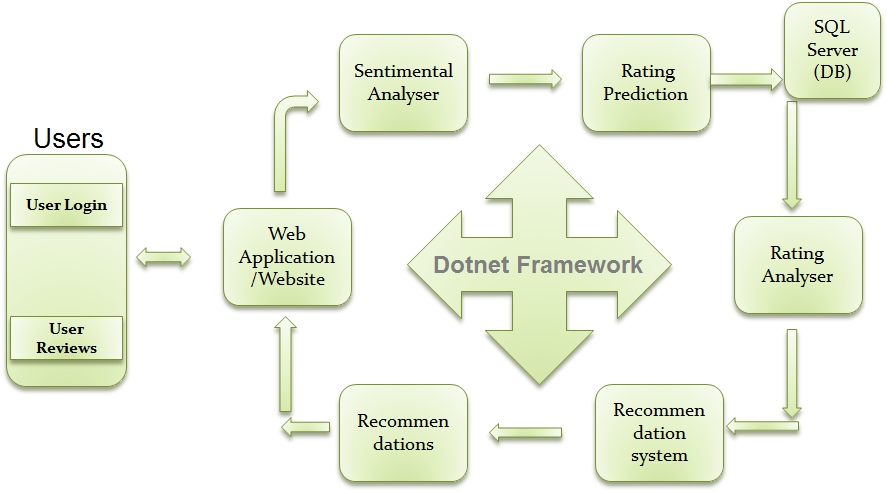 Users
User Login
User
Reviews
Web
Application
/Website
Sentimental
Analyser
Rating
Prediction
SQL
Server
(DB)
Rating
Analyser
Recommen
dation
system
Recommen
dations
Dotnet Framework